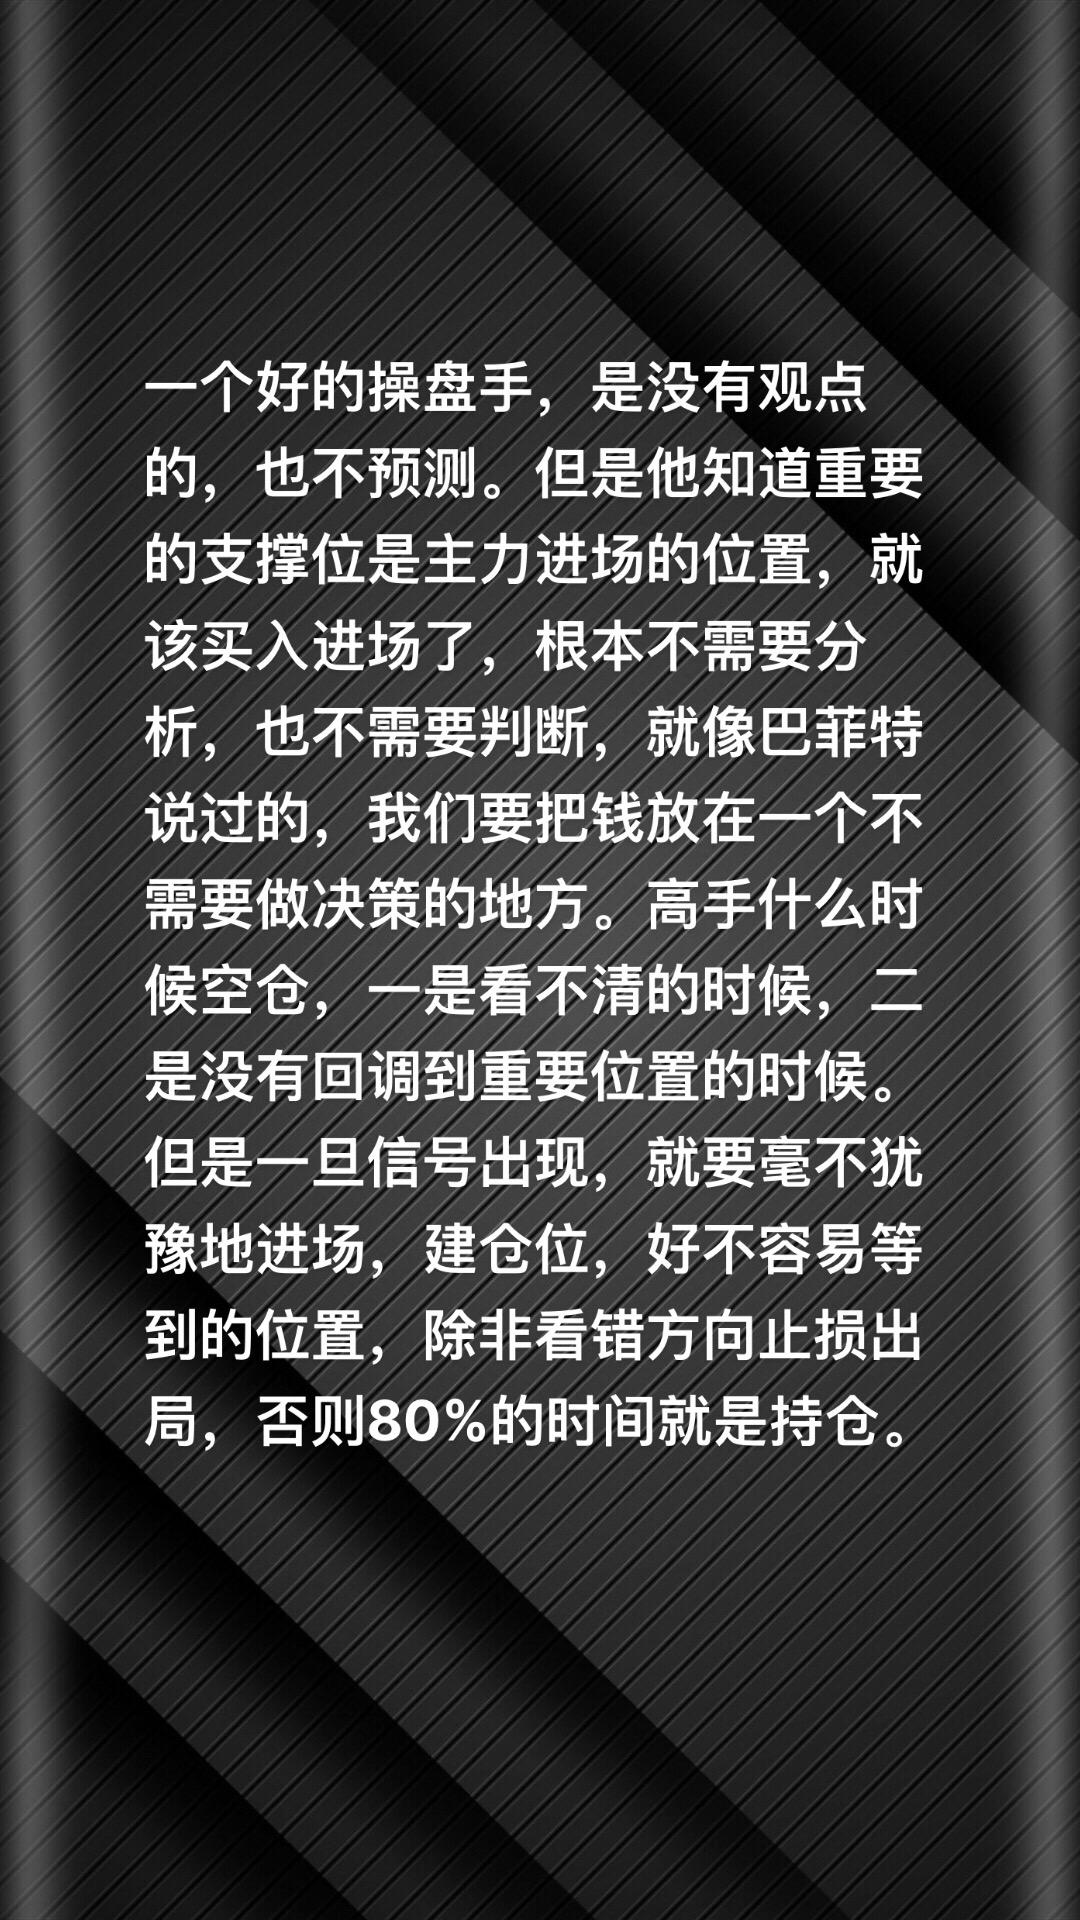 一个好的操盘手，是没有观点
的，也不预测。但是他知道重要
的支撑位是主力进场的位置，就
该买入进场了，根本不需要分
析，也不需要判断，就像巴菲特
说过的，我们要把钱放在一个不
需要做决策的地方。高手什么时
候空仓，一是看不清的时候，二
是没有回调到重要位置的时候。
但是一旦信号出现，就要毫不犹
豫地进场，建仓位，好不容易等
到的位置，除非看错方向止损出
局，否则80%的时间就是持仓。